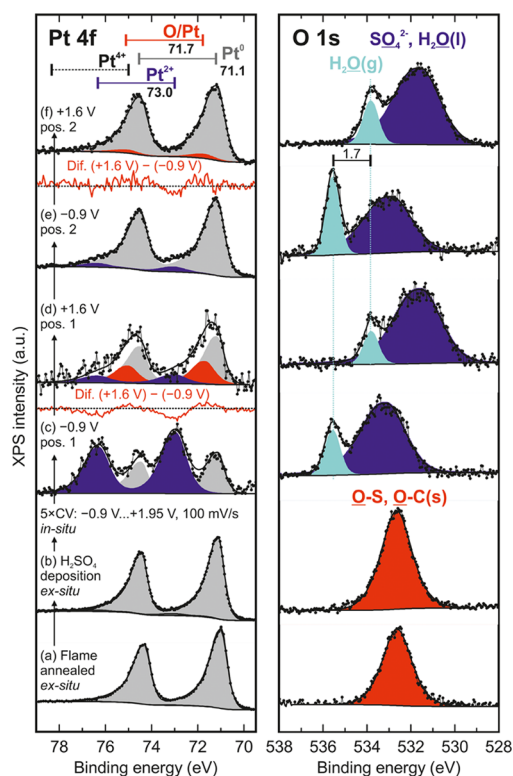 Pt 4f
O/Pt
71.7
Pt⁴⁺
Pt⁰
71.1
Pt²⁺
73.0
(f) +1.6 V
pos. 2
Dif. (+1.6 V) − (−0.9 V)
(e) −0.9 V
pos. 2
(d) +1.6 V
pos. 1
Dif. (+1.6 V) − (−0.9 V)
(c) −0.9 V
pos. 1
5×CV: −0.9 V...+1.95 V, 100 mV/s
in-situ
(b) H₂SO₄
deposition
ex-situ
(a) Flame
annealed
ex-situ
XPS intensity (a.u.)
78 76 74 72 70
Binding energy (eV)
O 1s
SO₄²⁻, H₂O(l)
H₂O(g)
1.7
O-S, O-C(s)
538 536 534 532 530 528
Binding energy (eV)